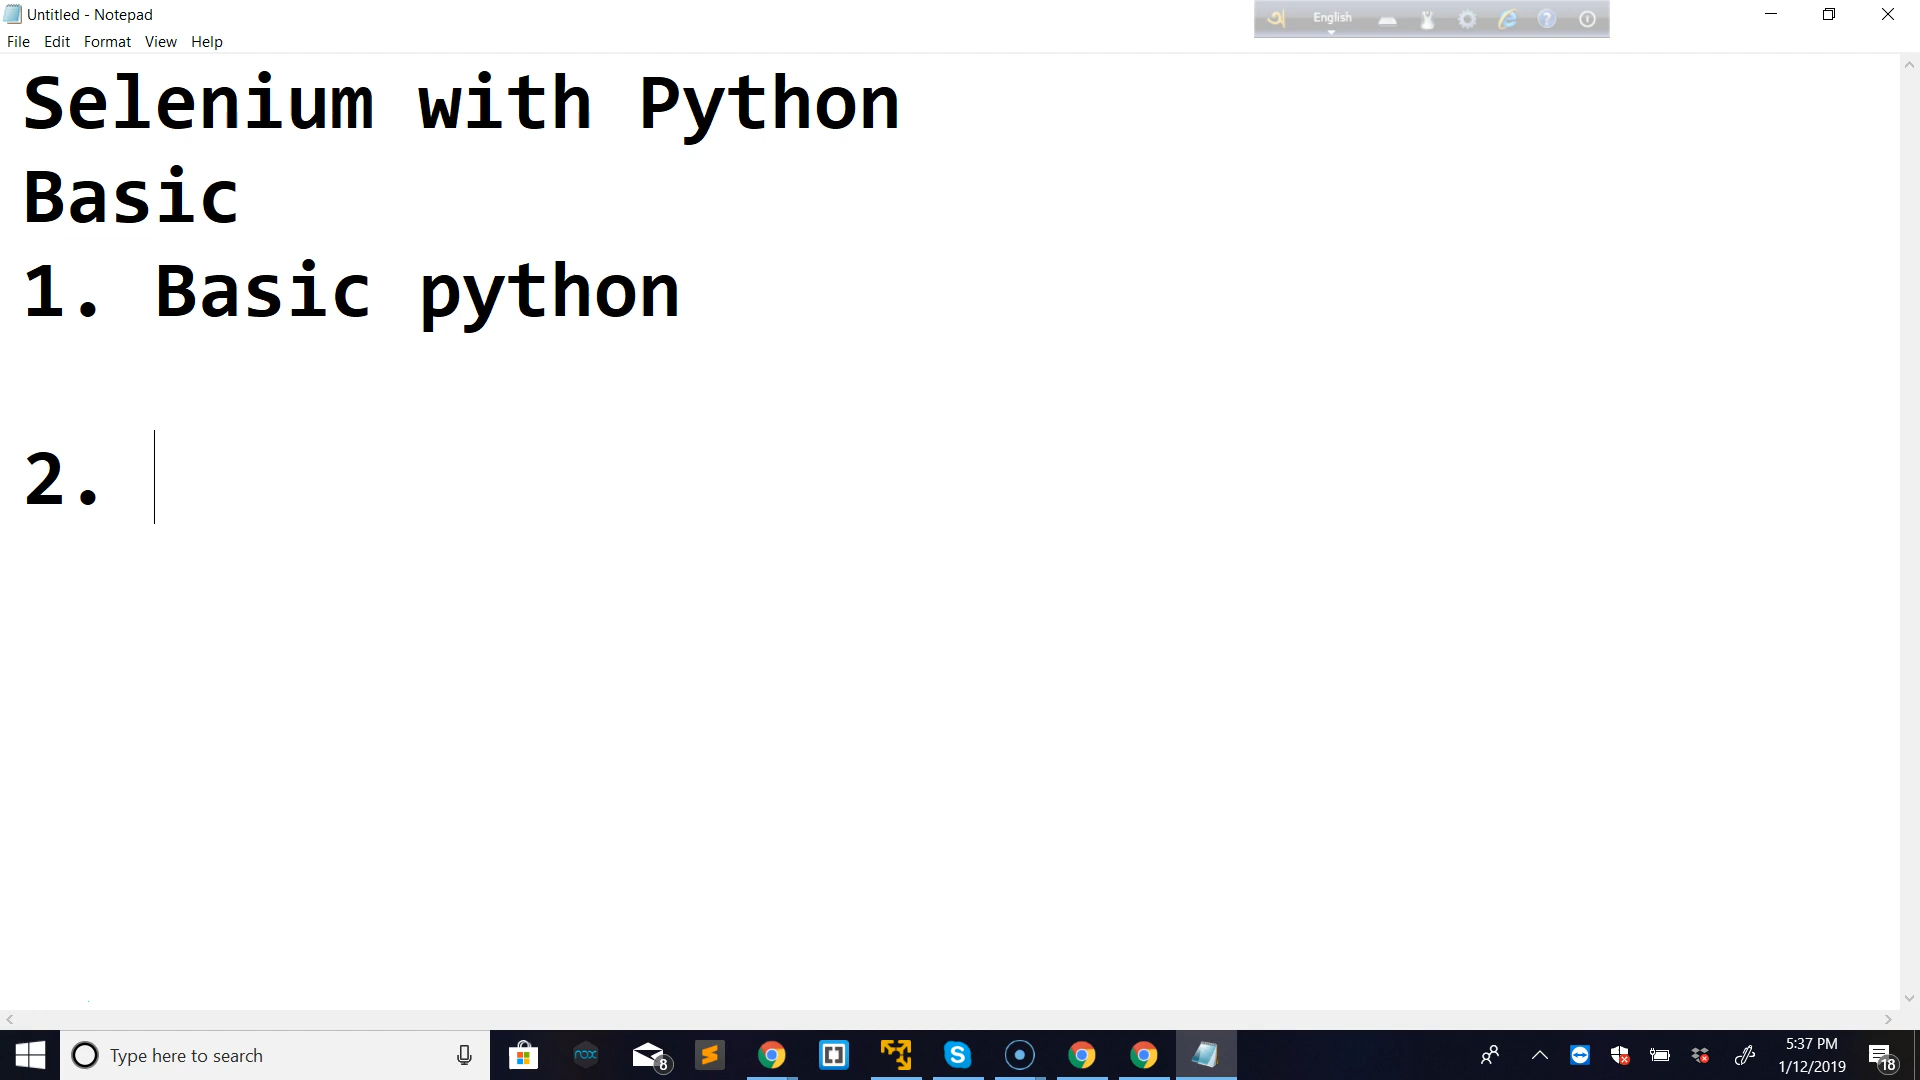 Untitled - Notepad
English
File Edit Format View Help
Selenium with Python
Basic
1. Basic python
2.
Type here to search
nox
8
5:37 PM
1/12/2019
18